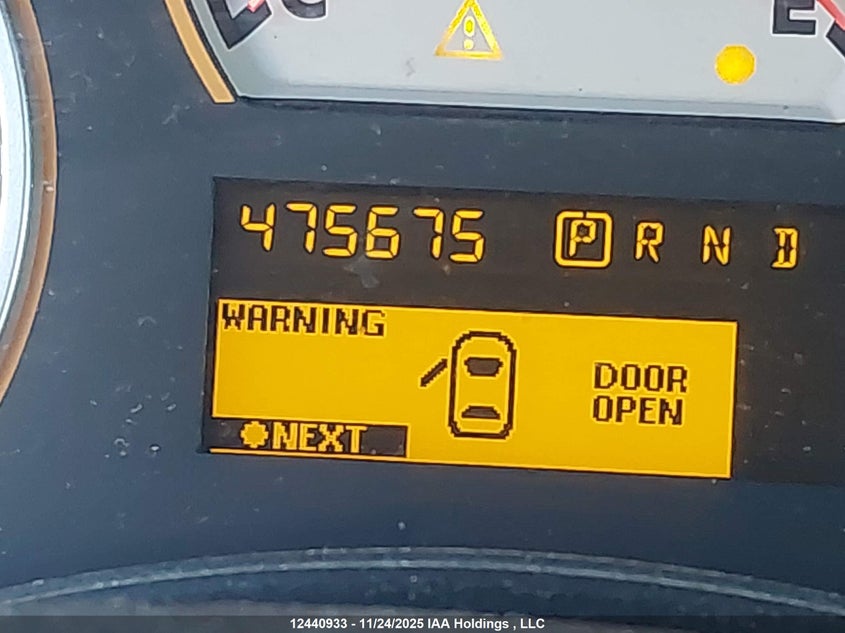 C E
475675 P R N D
WARNING
DOOR
OPEN
NEXT
12440933 - 11/24/2025 IAA Holdings , LLC